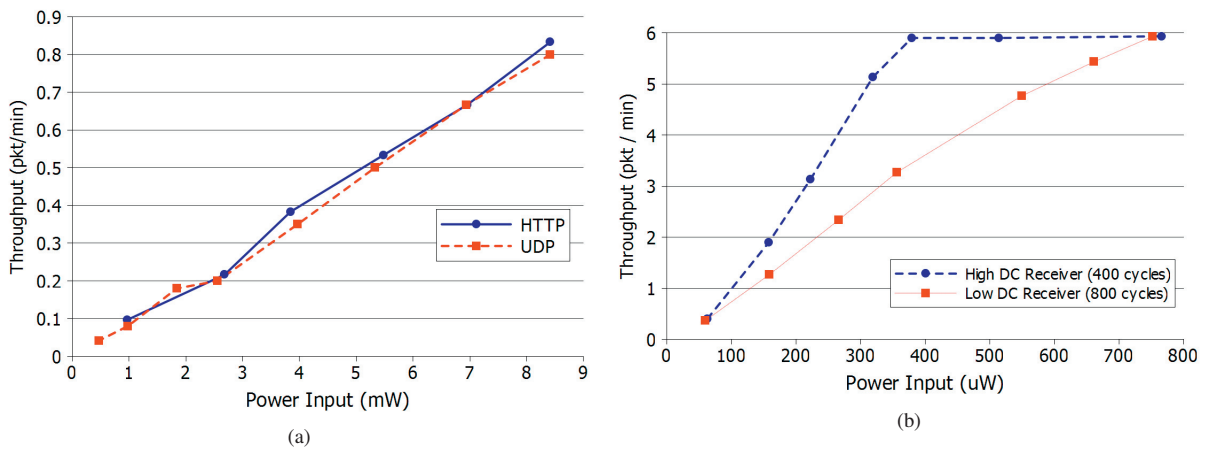 0.9
0.8
0.7
0.6
0.5
0.4
0.3
0.2
0.1
0
Throughput (pkt/min)
HTTP
UDP
0 1 2 3 4 5 6 7 8 9
Power Input (mW)
(a)
6
5
4
3
2
1
0
Throughput (pkt / min)
High DC Receiver (400 cycles)
Low DC Receiver (800 cycles)
0 100 200 300 400 500 600 700 800
Power Input (uW)
(b)